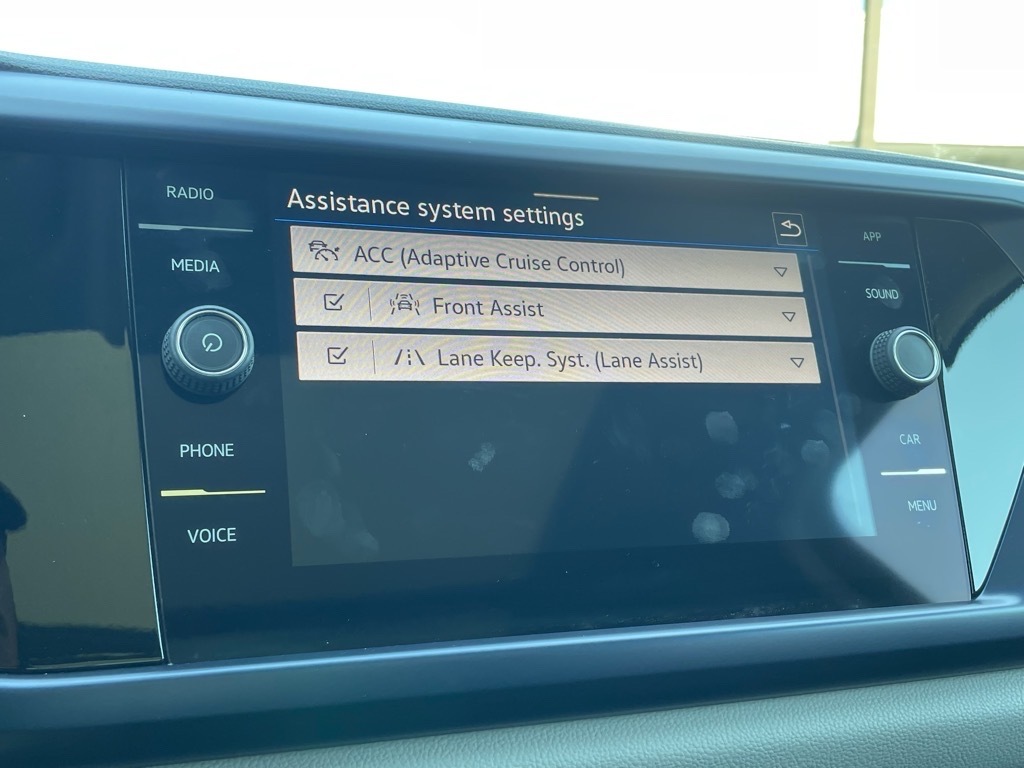 RADIO
MEDIA
PHONE
VOICE
Assistance system settings
ACC (Adaptive Cruise Control)
Front Assist
Lane Keep. Syst. (Lane Assist)
APP
SOUND
CAR
MENU